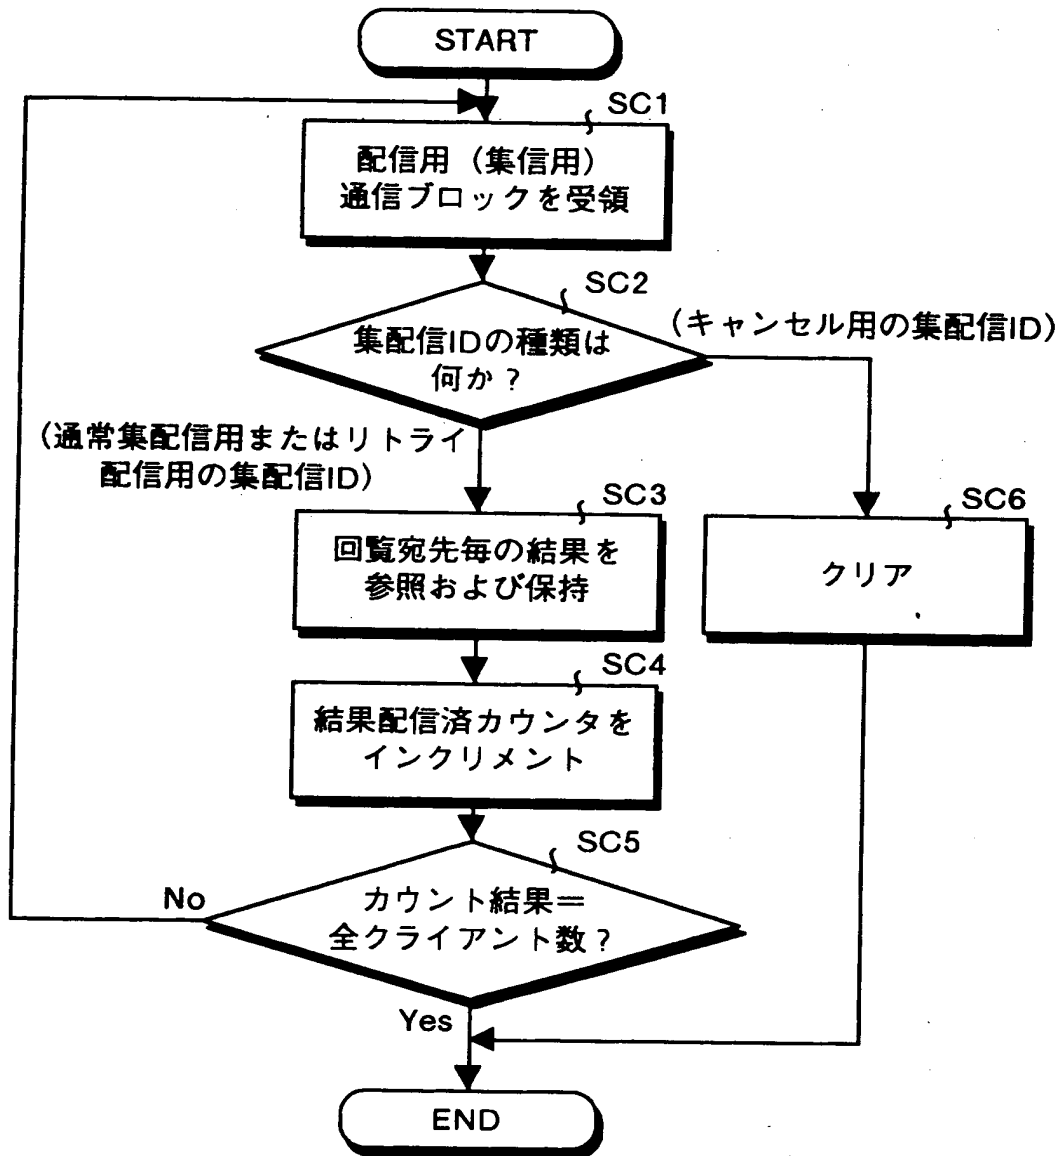 START
SC1
配信用（集信用）
通信ブロックを受領
SC2
集配信IDの種類は
何か？
（キャンセル用の集配信ID）
（通常集配信用またはリトライ
配信用の集配信ID）
SC3
回覧宛先毎の結果を
参照および保持
SC6
クリア
SC4
結果配信済カウンタを
インクリメント
SC5
カウント結果＝
全クライアント数？
No
Yes
END